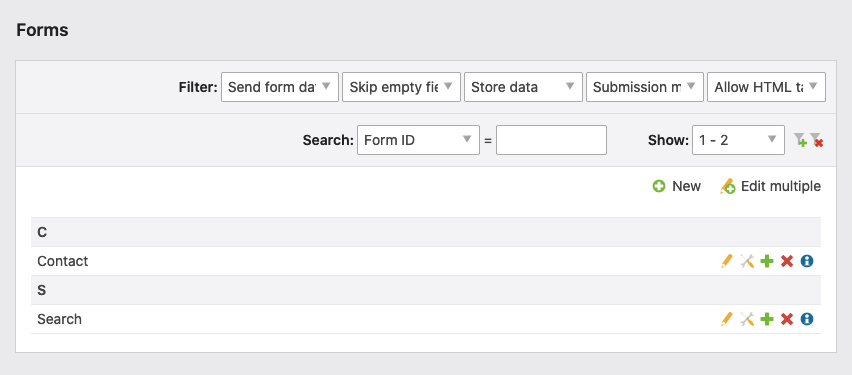 Forms
Filter: Send form da Skip empty fie Store data Submission m Allow HTML ta
Search: Form ID = Show: 1 - 2
New Edit multiple
C
Contact
S
Search